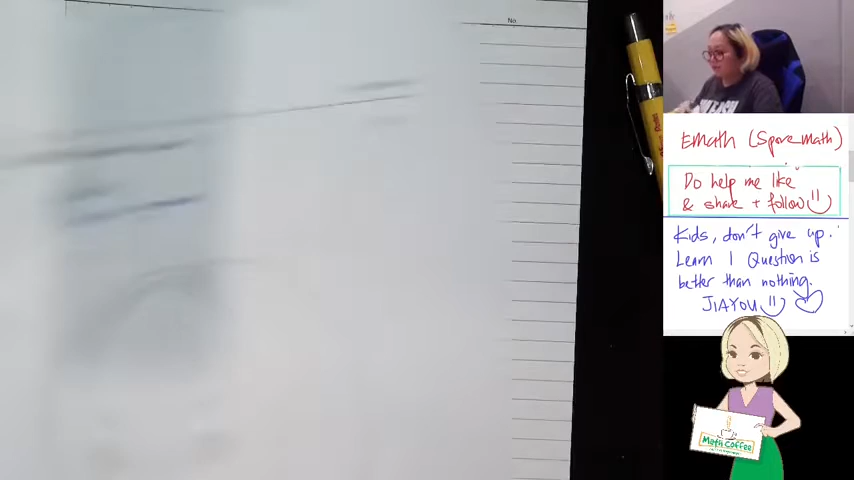 No.
Emath (Spore math)
Do help me like
& share + follow
Kids, don't give up.
Learn 1 Question is
better than nothing.
JIAYOU
Math Coffee